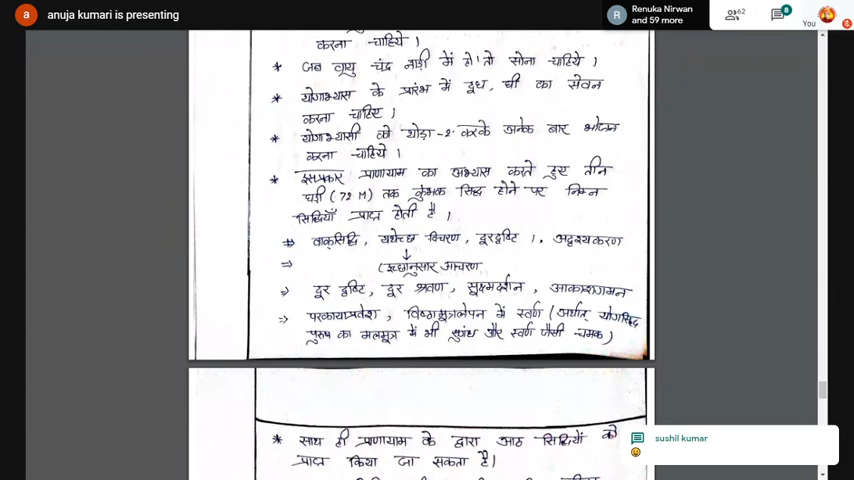 a anuja kumari is presenting
R Renuka Nirwan and 59 more
62
8
You
करना चाहिये ।
* जब वायु चंद्र नाड़ी में हो तो सोना चाहिये ।
* योगाभ्यास के प्रारंभ में दूध, घी का सेवन
करना चाहिए ।
* योगाभ्यासी को थोड़ा-२ करके अनेक बार भोजन
करना चाहिये ।
* इसप्रकार प्राणायाम का अभ्यास करते हुए तीन
घड़ी (72 M) तक कुंभक सिद्ध होने पर निम्न
सिद्धियाँ प्राप्त होती है ।
⇒ वाक्सिद्धि, यथेच्छ विचरण, दूरदृष्टि ।. अदृश्यकरण
↓
⇒ (इच्छानुसार आचरण
⇒ दूर दृष्टि, दूर श्रवण, सूक्ष्मदर्शन, आकाशगमन
⇒ परकायाप्रवेश, विष्ठामूत्रलेपन में स्वर्ण (अर्थात् योगसिद्ध
पुरुष का मलमूत्र में भी सुगंध और स्वर्ण जैसी चमक)
* साथ ही प्राणायाम के द्वारा आठ सिद्धियों को
प्राप्त किया जा सकता है।
sushil kumar
😀